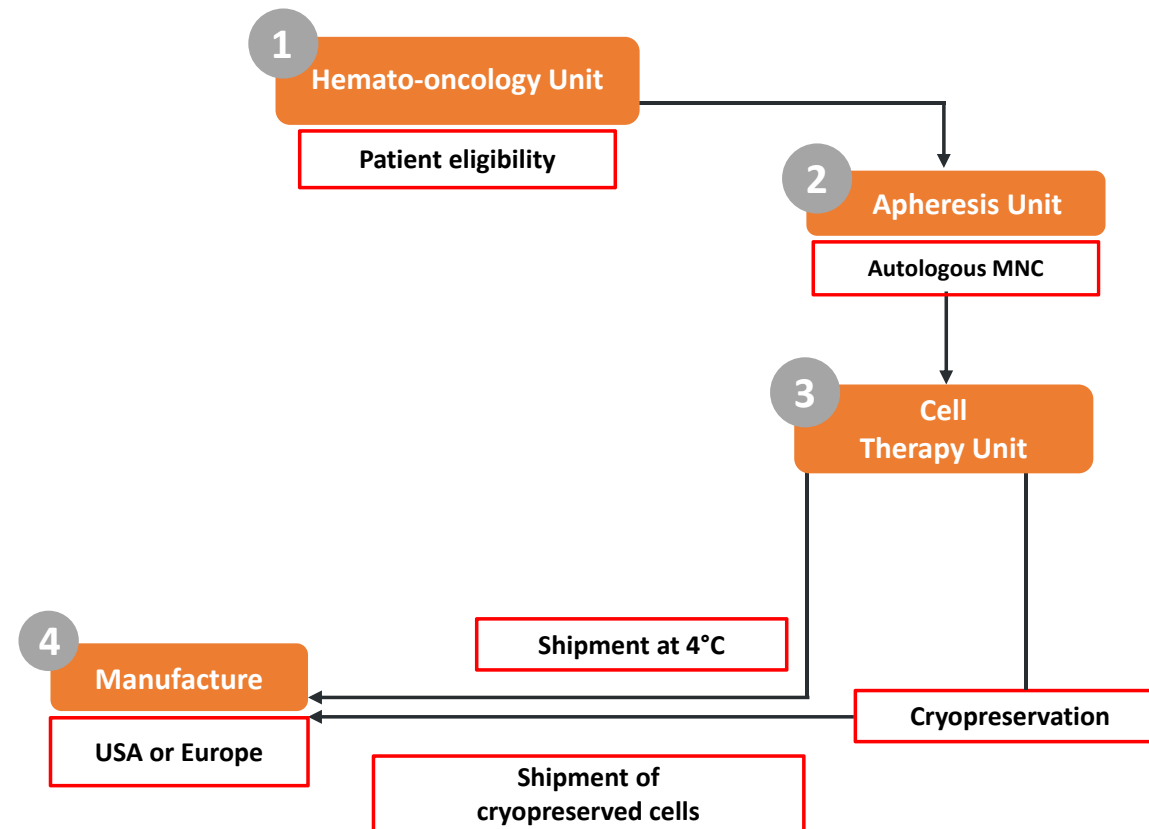 1
Hemato-oncology Unit
Patient eligibility
2
Apheresis Unit
Autologous MNC
3
Cell
Therapy Unit
Shipment at 4°C
4
Manufacture
USA or Europe
Cryopreservation
Shipment of
cryopreserved cells